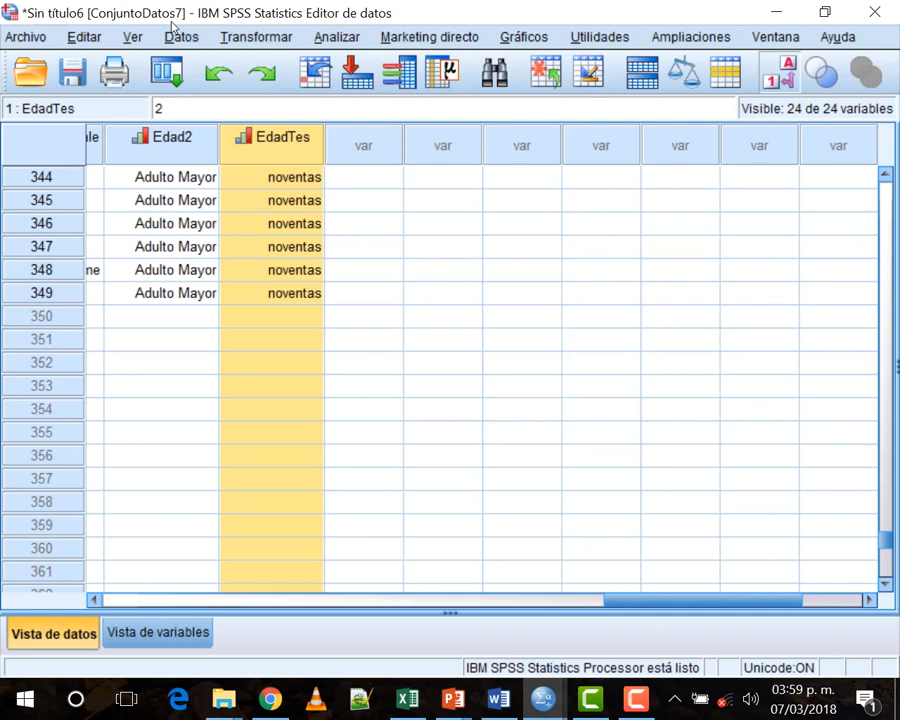 *Sin título6 [ConjuntoDatos7] - IBM SPSS Statistics Editor de datos
Archivo Editar Ver Datos Transformar Analizar Marketing directo Gráficos Utilidades Ampliaciones Ventana Ayuda
1 : EdadTes 2 Visible: 24 de 24 variables
le Edad2 EdadTes var var var var var var var
344 Adulto Mayor noventas
345 Adulto Mayor noventas
346 Adulto Mayor noventas
347 Adulto Mayor noventas
348 me Adulto Mayor noventas
349 Adulto Mayor noventas
350
351
352
353
354
355
356
357
358
359
360
361
Vista de datos Vista de variables
IBM SPSS Statistics Processor está listo Unicode:ON
03:59 p. m.
07/03/2018